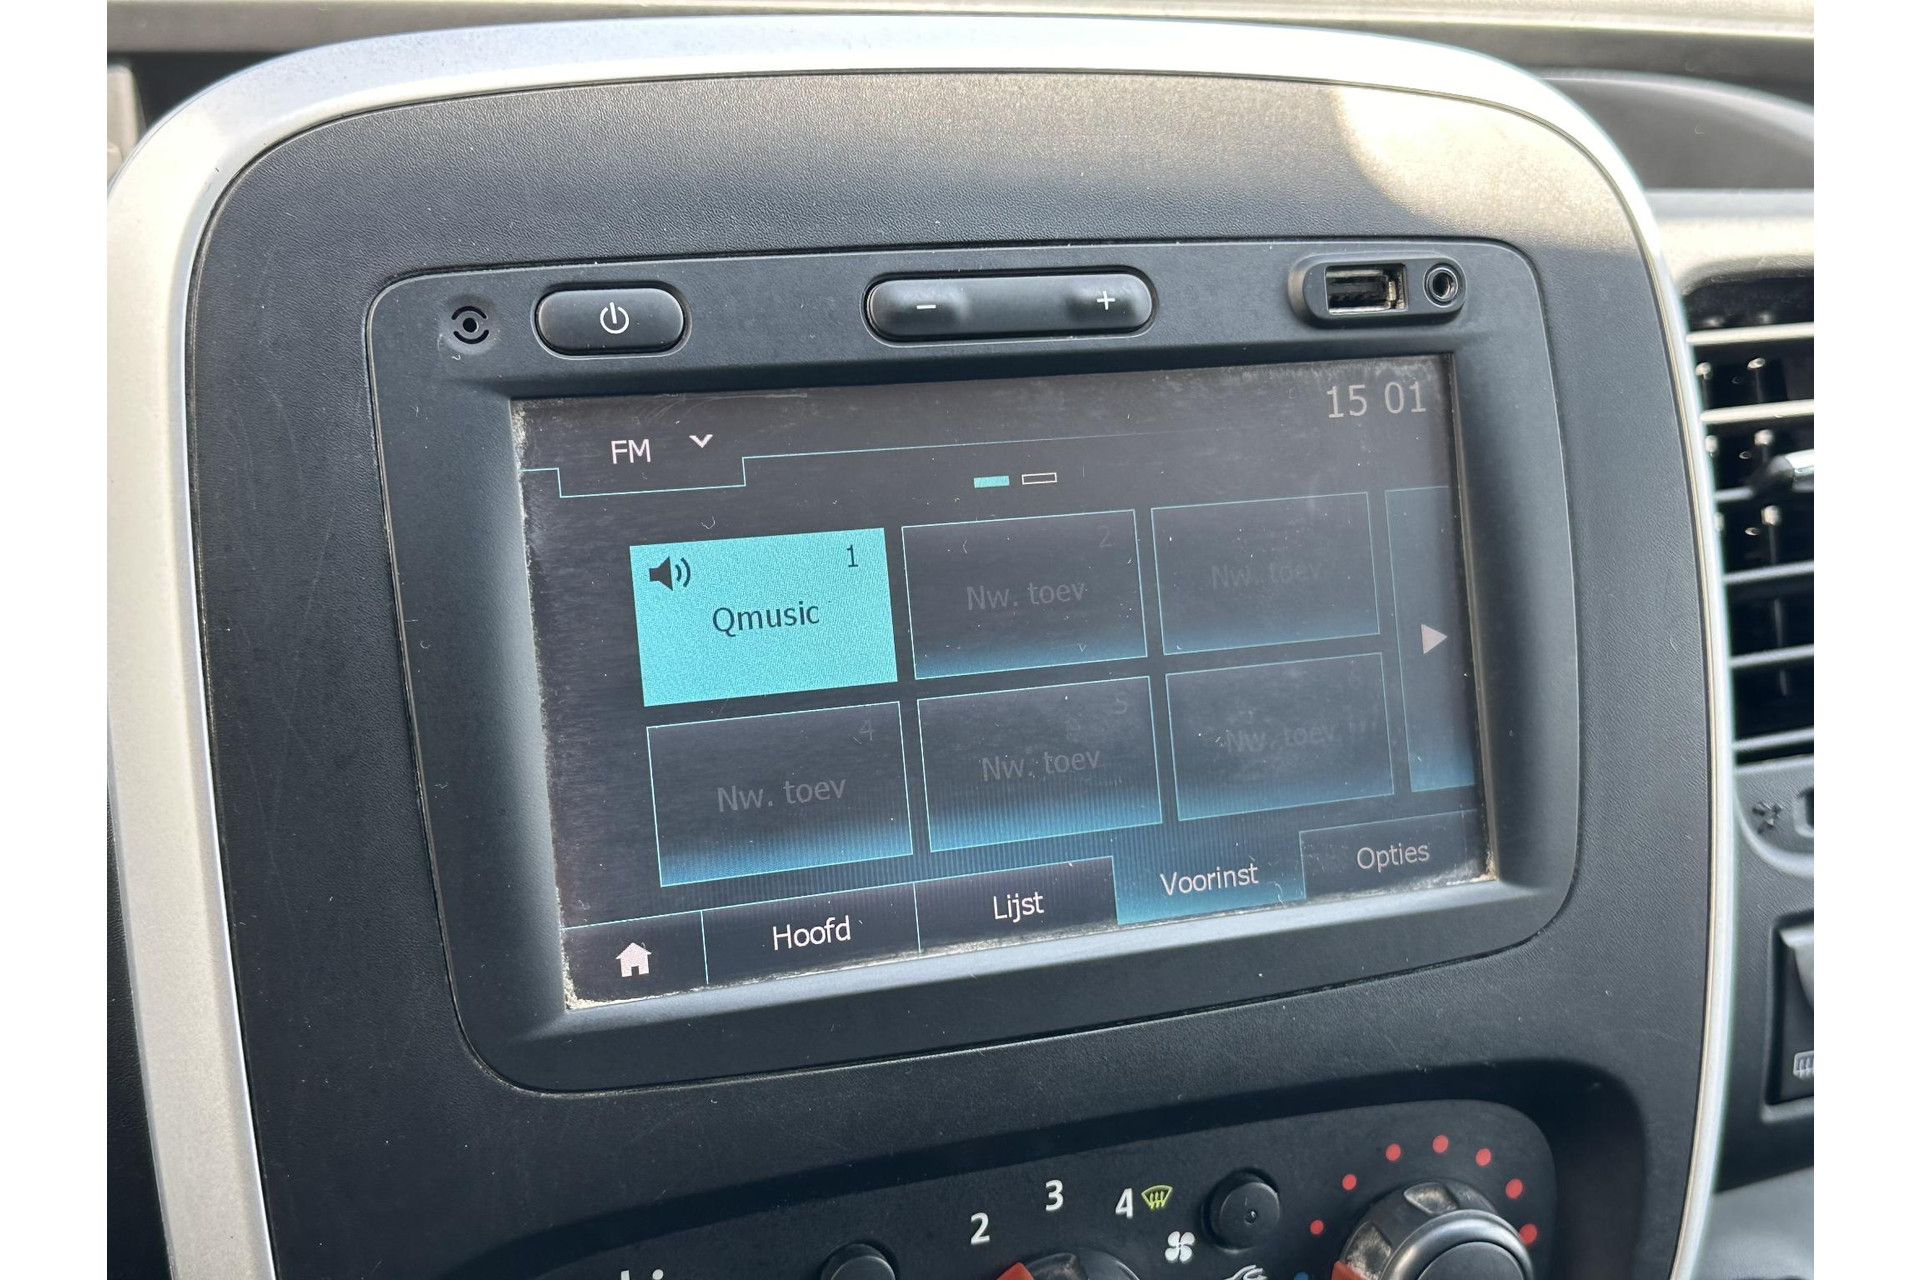 15 01
FM
1
Qmusic
2
Nw. toev
Nw. toev
4
Nw. toev
5
Nw. toev
Nw. toev
Hoofd
Lijst
Voorinst
Opties
2
3
4